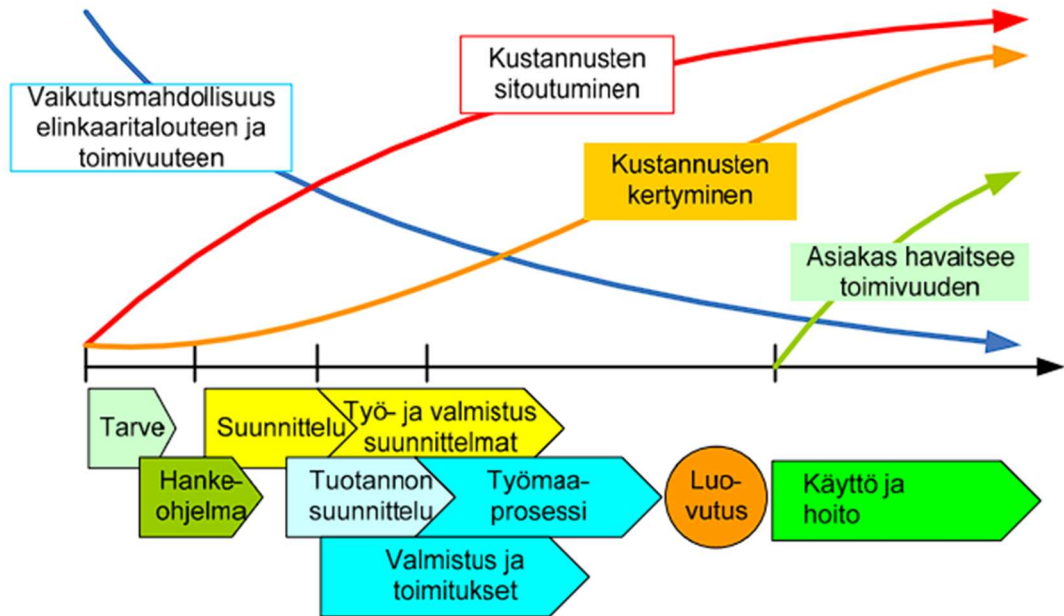 Kustannusten
sitoutuminen
Vaikutusmahdollisuus
elinkaaritalouteen ja
toimivuuteen
Kustannusten
kertyminen
Asiakas havaitsee
toimivuuden
Tarve
Suunnittelu
Työ- ja valmistus
suunnittelmat
Hanke-
ohjelma
Tuotannon
suunnittelu
Työmaa-
prosessi
Luo-
vutus
Käyttö ja
hoito
Valmistus ja
toimitukset